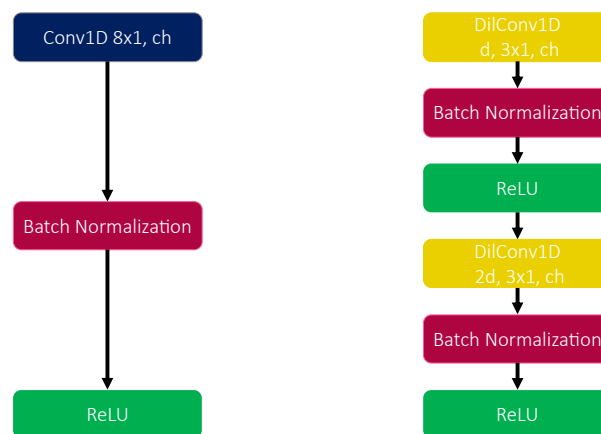 Conv1D 8x1, ch
Batch Normalization
ReLU
DilConv1D
d, 3x1, ch
Batch Normalization
ReLU
DilConv1D
2d, 3x1, ch
Batch Normalization
ReLU